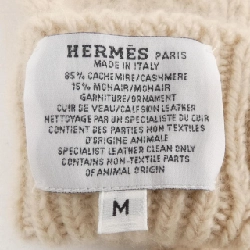 HERMÈS PARIS
MADE IN ITALY
85% CACHEMIRE/CASHMERE
15% MOHAIR/MOHAIR
GARNITURE/ORNAMENT
CUIR DE VEAU/CALFSKIN LEATHER
NETTOYAGE PAR UN SPECIALISTE DU CUIR
CONTIENT DES PARTIES NON TEXTILES
D'ORIGINE ANIMALE
SPECIALIST LEATHER CLEAN ONLY
CONTAINS NON-TEXTILE PARTS
OF ANIMAL ORIGIN
M